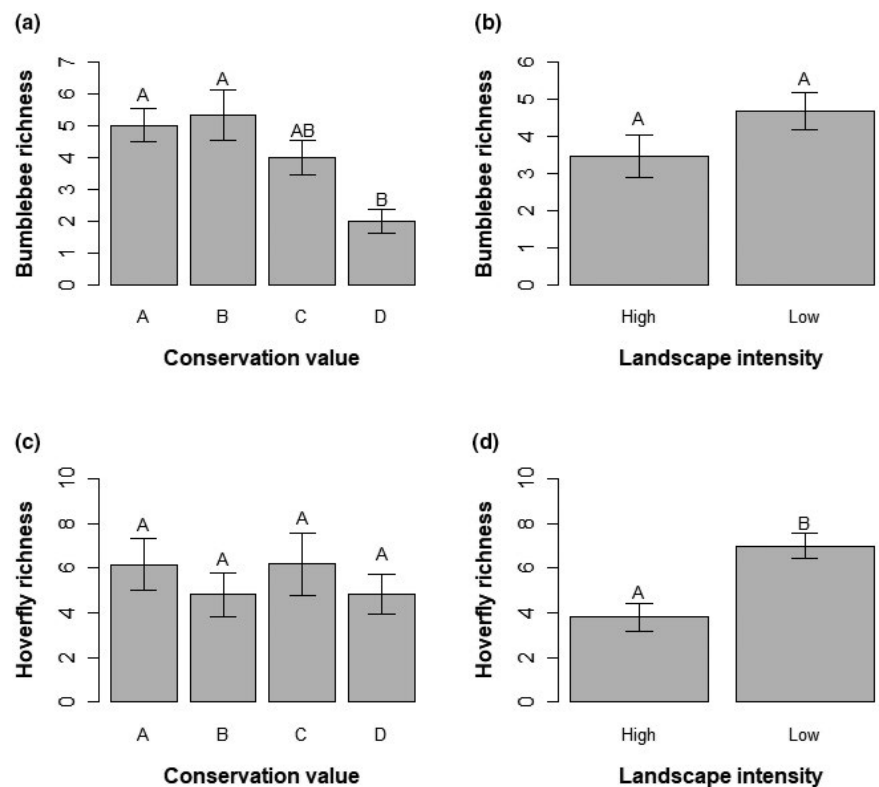 (a)
Bumblebee richness
7
6
5
4
3
2
1
0
A
A
AB
B
A B C D
Conservation value
(b)
Bumblebee richness
6
5
4
3
2
1
0
A
A
High Low
Landscape intensity
(c)
Hoverfly richness
10
8
6
4
2
0
A
A
A
A
A B C D
Conservation value
(d)
Hoverfly richness
10
8
6
4
2
0
A
B
High Low
Landscape intensity